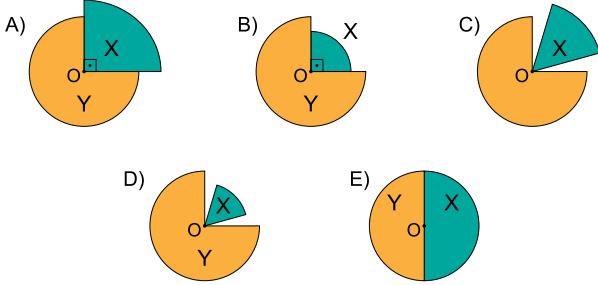 A) X O Y
B) X O Y
C) X O
D) X O Y
E) Y X O